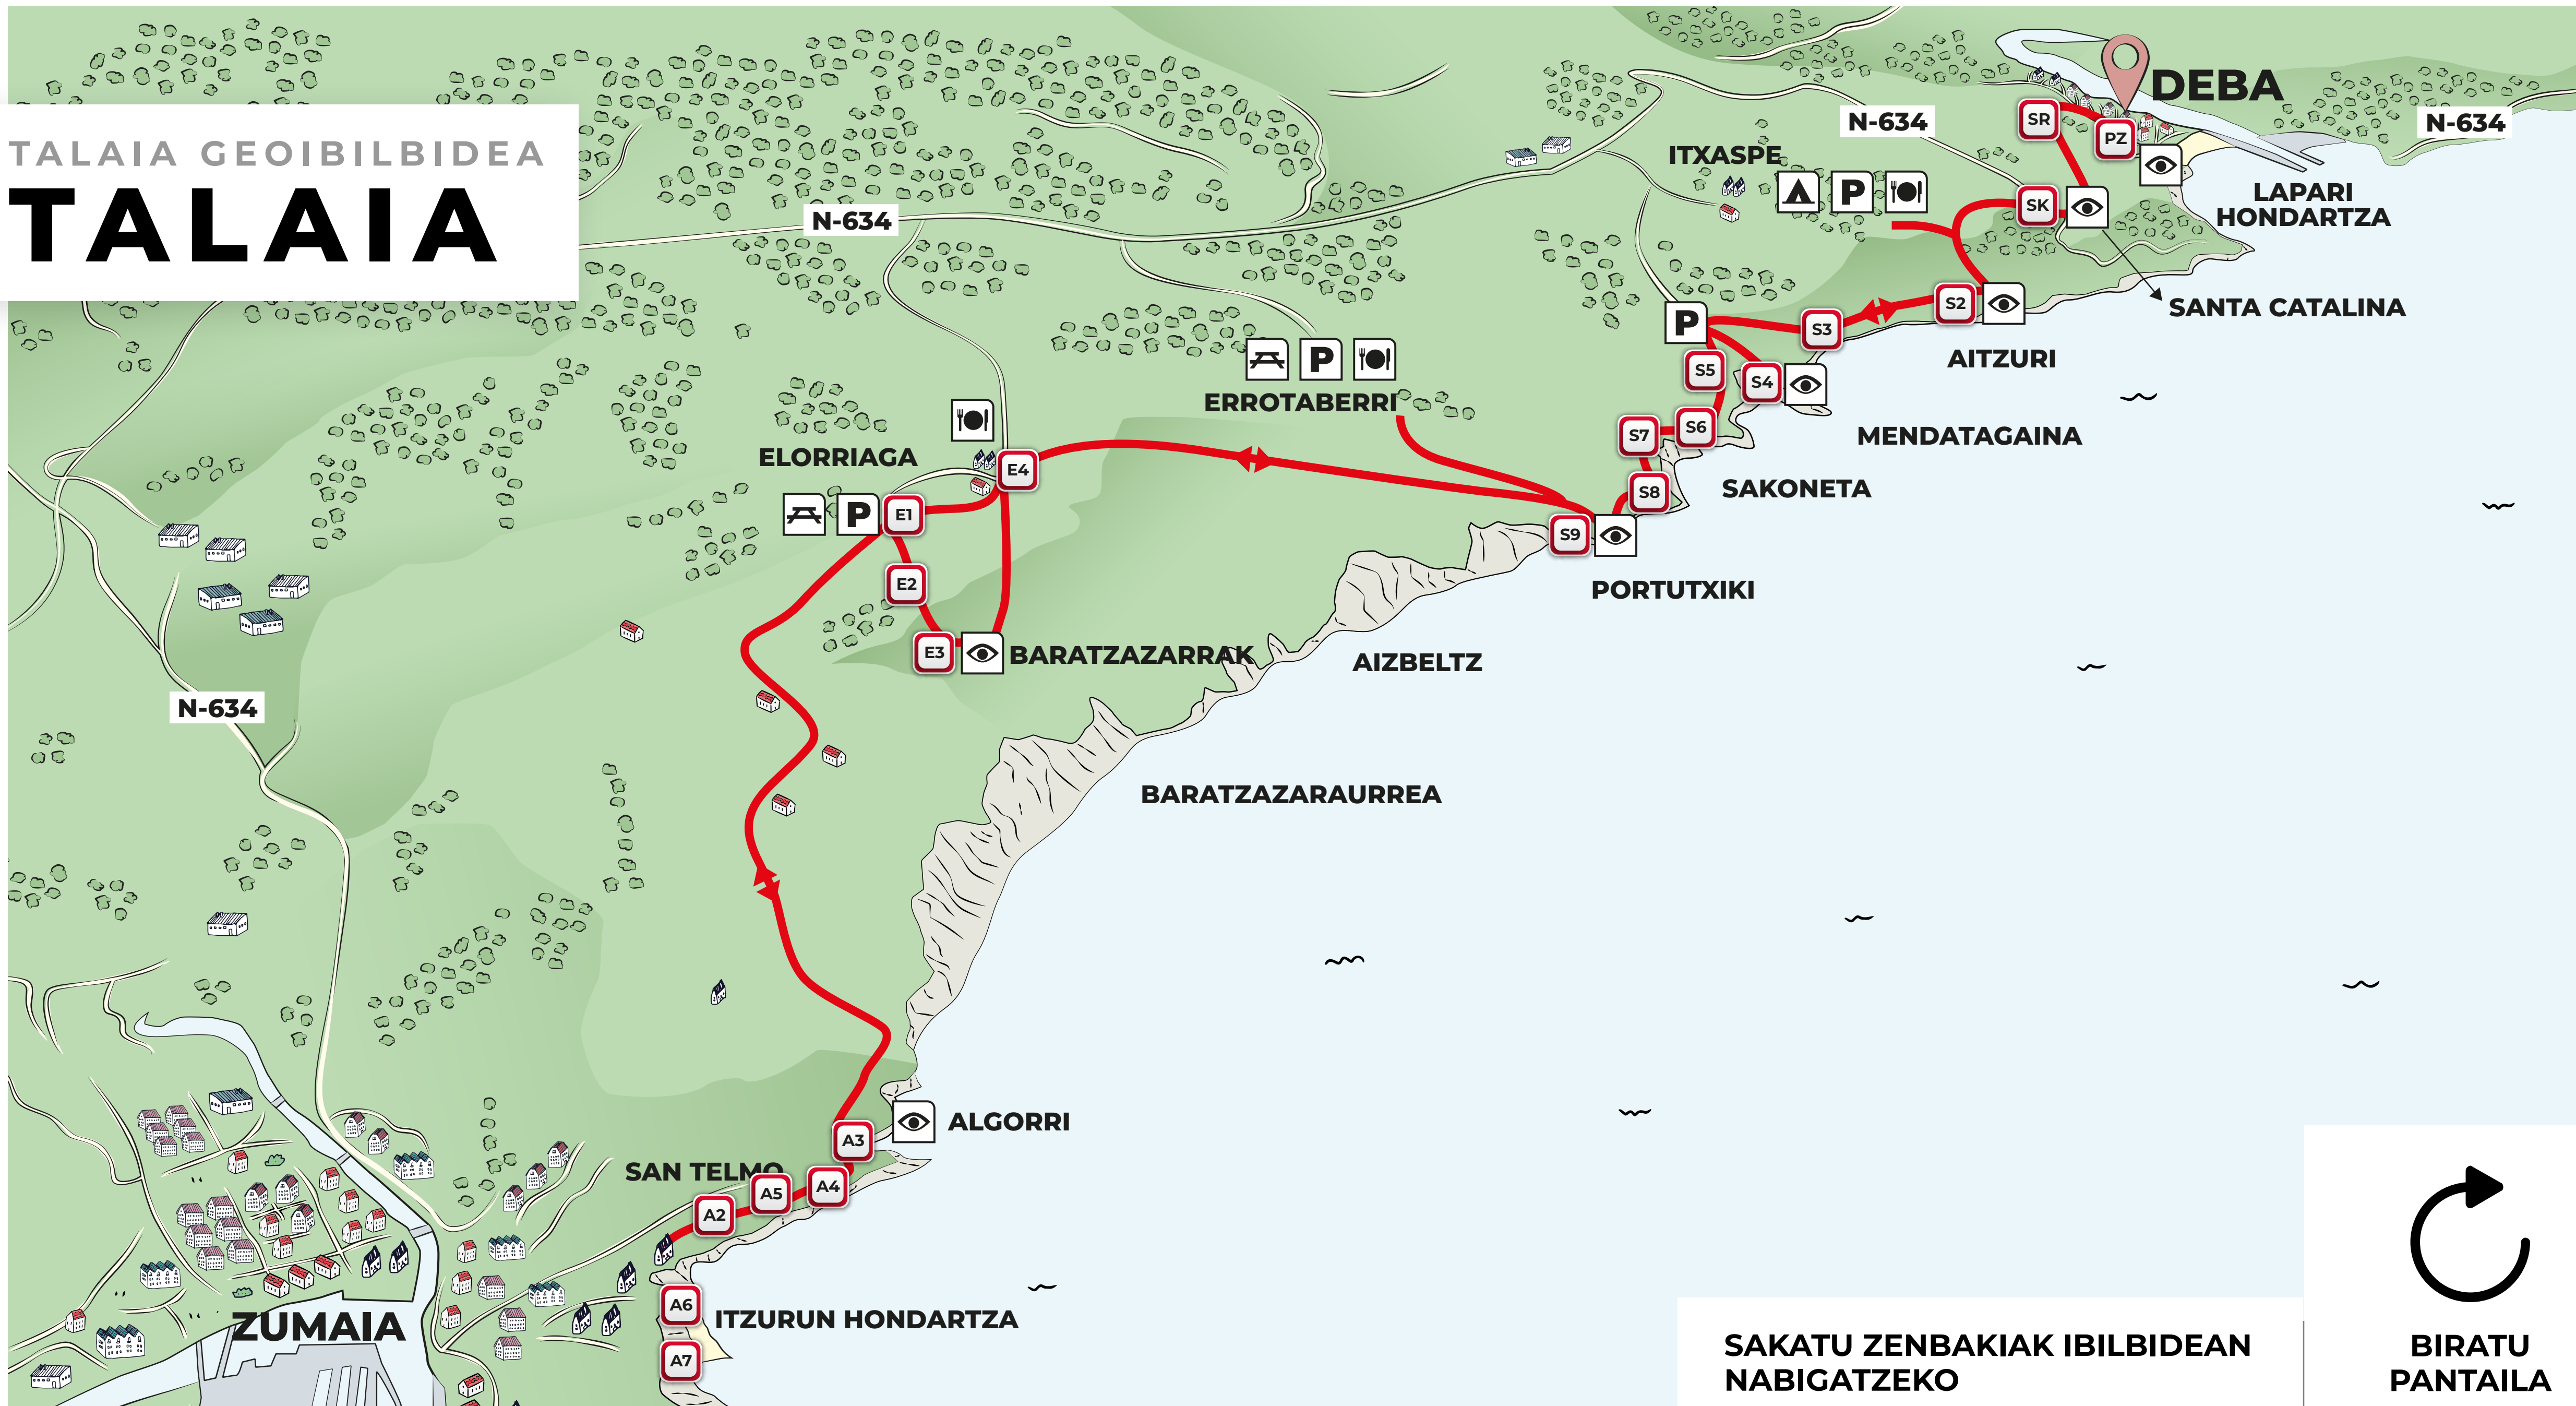 TALAIA GEOIBILBIDEA
TALAIA
DEBA
N-634
N-634
SR
PZ
ITXASPE
P
LAPARI
HONDARTZA
SK
N-634
SANTA CATALINA
S2
P
S3
AITZURI
P
S5
S4
ERROTABERRI
MENDATAGAINA
S7
S6
ELORRIAGA
E4
SAKONETA
S8
P
E1
S9
E2
PORTUTXIKI
E3
BARATZAZARRAK
AIZBELTZ
N-634
BARATZAZARAURREA
ALGORRI
A3
SAN TELMO
A4
A5
A2
A6
ITZURUN HONDARTZA
ZUMAIA
A7
SAKATU ZENBAKIAK IBILBIDEAN
NABIGATZEKO
BIRATU
PANTAILA